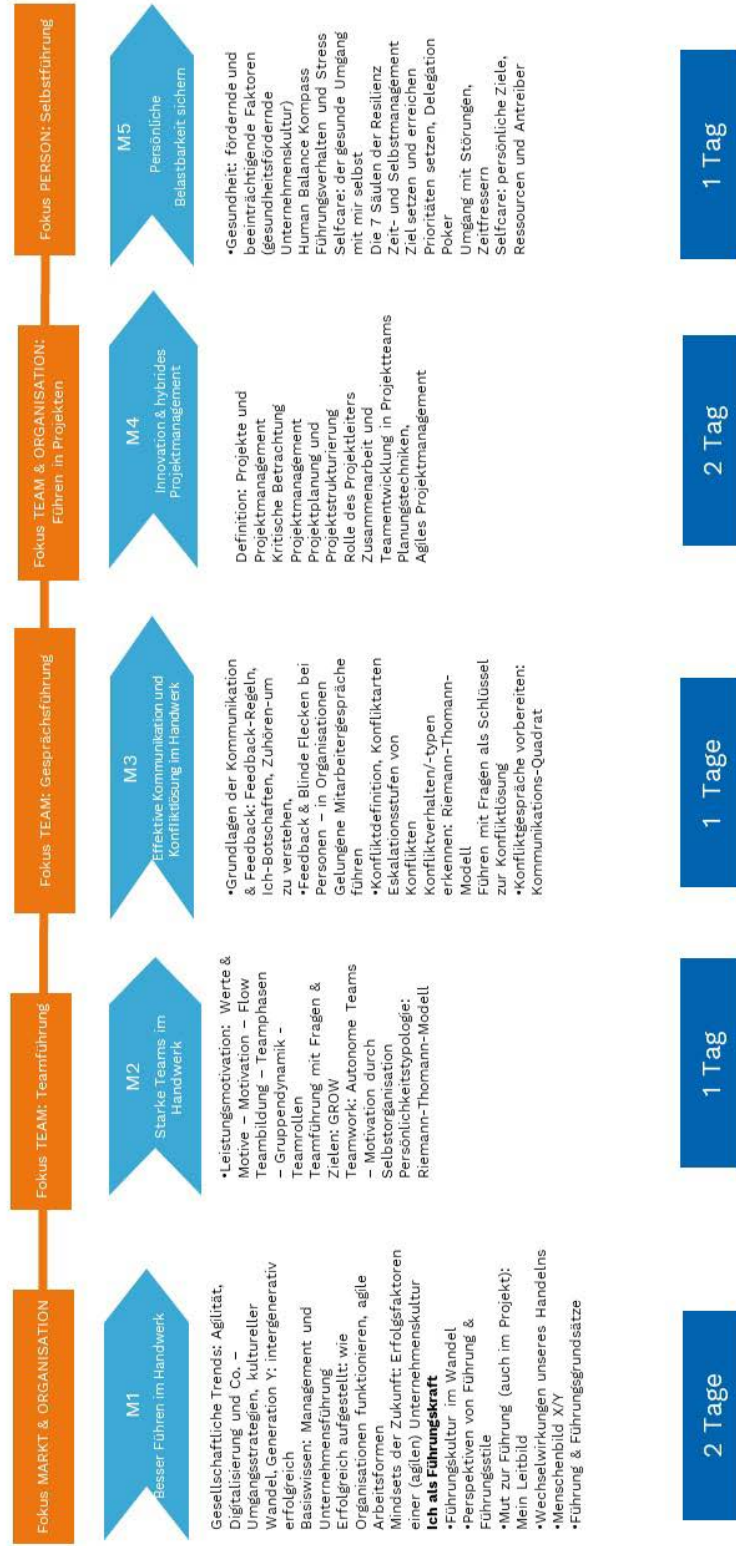 Fokus MARKT & ORGANISATION
M1
Besser Führen im Handwerk
Gesellschaftliche Trends: Agilität,
Digitalisierung und Co. –
Umgangsstrategien, kultureller
Wandel, Generation Y: intergenerativ
erfolgreich
Basiswissen: Management und
Unternehmensführung
Erfolgreich aufgestellt: wie
Organisationen funktionieren, agile
Arbeitsformen
Mindsets der Zukunft: Erfolgsfaktoren
einer (agilen) Unternehmenskultur
Ich als Führungskraft
•Führungskultur im Wandel
•Perspektiven von Führung &
Führungsstile
•Mut zur Führung (auch im Projekt):
Mein Leitbild
•Wechselwirkungen unseres Handelns
•Menschenbild X/Y
•Führung & Führungsgrundsätze
2 Tage
Fokus TEAM: Teamführung
M2
Starke Teams im
Handwerk
•Leistungsmotivation: Werte &
Motive – Motivation – Flow
Teambildung – Teamphasen
– Gruppendynamik –
Teamrollen
Teamführung mit Fragen &
Zielen: GROW
Teamwork: Autonome Teams
– Motivation durch
Selbstorganisation
Persönlichkeitstypologie:
Riemann-Thomann-Modell
1 Tag
Fokus TEAM: Gesprächsführung
M3
Effektive Kommunikation und
Konfliktlösung im Handwerk
•Grundlagen der Kommunikation
& Feedback: Feedback-Regeln,
Ich-Botschaften, Zuhören-um
zu verstehen,
•Feedback & Blinde Flecken bei
Personen – in Organisationen
Gelungene Mitarbeitergespräche
führen
•Konfliktdefinition, Konfliktarten
Eskalationsstufen von
Konflikten
Konfliktverhalten/-typen
erkennen: Riemann-Thomann-
Modell
Führen mit Fragen als Schlüssel
zur Konfliktlösung
•Konfliktgespräche vorbereiten:
Kommunikations-Quadrat
1 Tage
Fokus TEAM & ORGANISATION:
Führen in Projekten
M4
Innovation & hybrides
Projektmanagement
Definition: Projekte und
Projektmanagement
Kritische Betrachtung
Projektmanagement
Projektplanung und
Projektstrukturierung
Rolle des Projektleiters
Zusammenarbeit und
Teamentwicklung in Projektteams
Planungstechniken,
Agiles Projektmanagement
2 Tag
Fokus PERSON: Selbstführung
M5
Persönliche
Belastbarkeit sichern
•Gesundheit: fördernde und
beeinträchtigende Faktoren
(gesundheitsfördernde
Unternehmenskultur)
Human Balance Kompass
Führungsverhalten und Stress
Selfcare: der gesunde Umgang
mit mir selbst
Die 7 Säulen der Resilienz
Zeit- und Selbstmanagement
Ziel setzen und erreichen
Prioritäten setzen, Delegation
Poker
Umgang mit Störungen,
Zeitfressern
Selfcare: persönliche Ziele,
Ressourcen und Antreiber
1 Tag